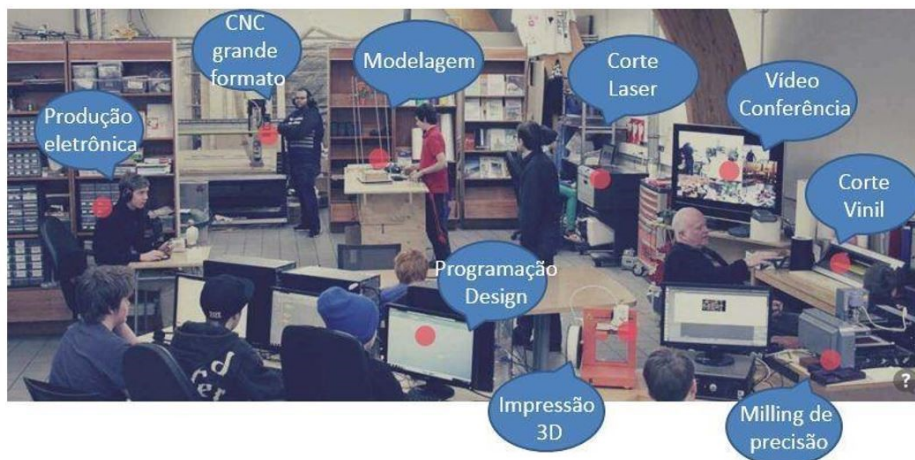 CNC
grande
formato
Modelagem
Corte
Laser
Vídeo
Conferência
Produção
eletrônica
Corte
Vinil
Programação
Design
Impressão
3D
Milling de
precisão
?